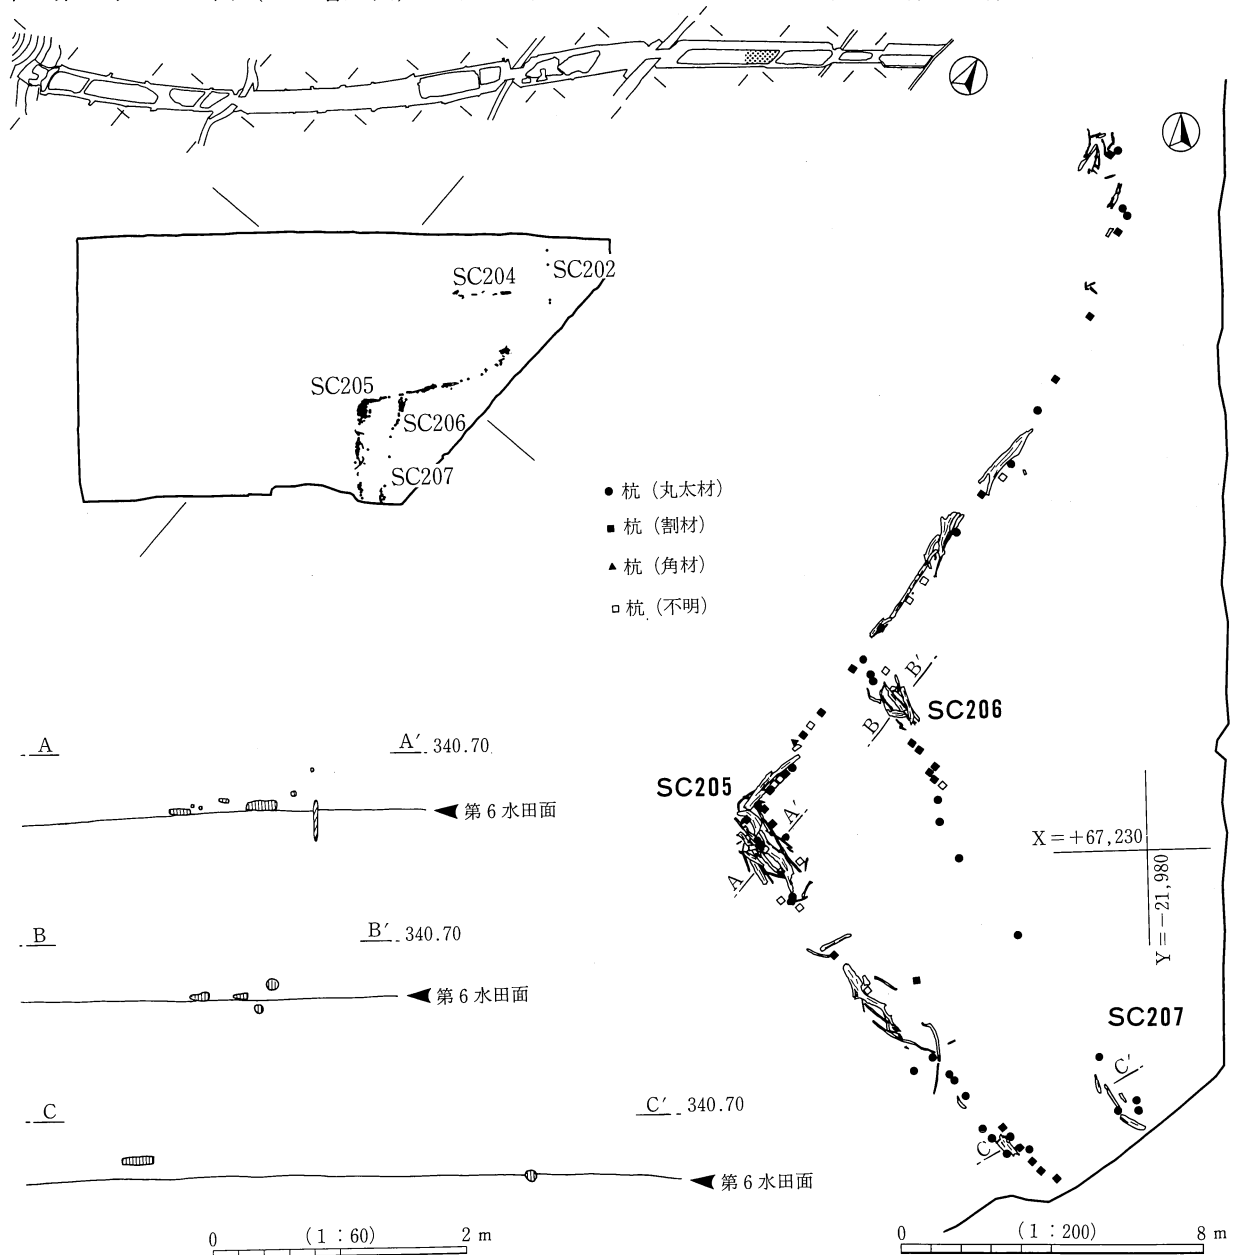 SC204
SC202
SC205
SC206
SC207
● 杭 (丸太材)
■ 杭 (割材)
▲ 杭 (角材)
□ 杭 (不明)
B′
B
SC206
SC205
A′
A
X=+67,230
Y=-21,980
SC207
C′
C
A A′ 340.70
第6水田面
B B′ 340.70
第6水田面
C C′ 340.70
第6水田面
0 (1:60) 2 m
0 (1:200) 8 m